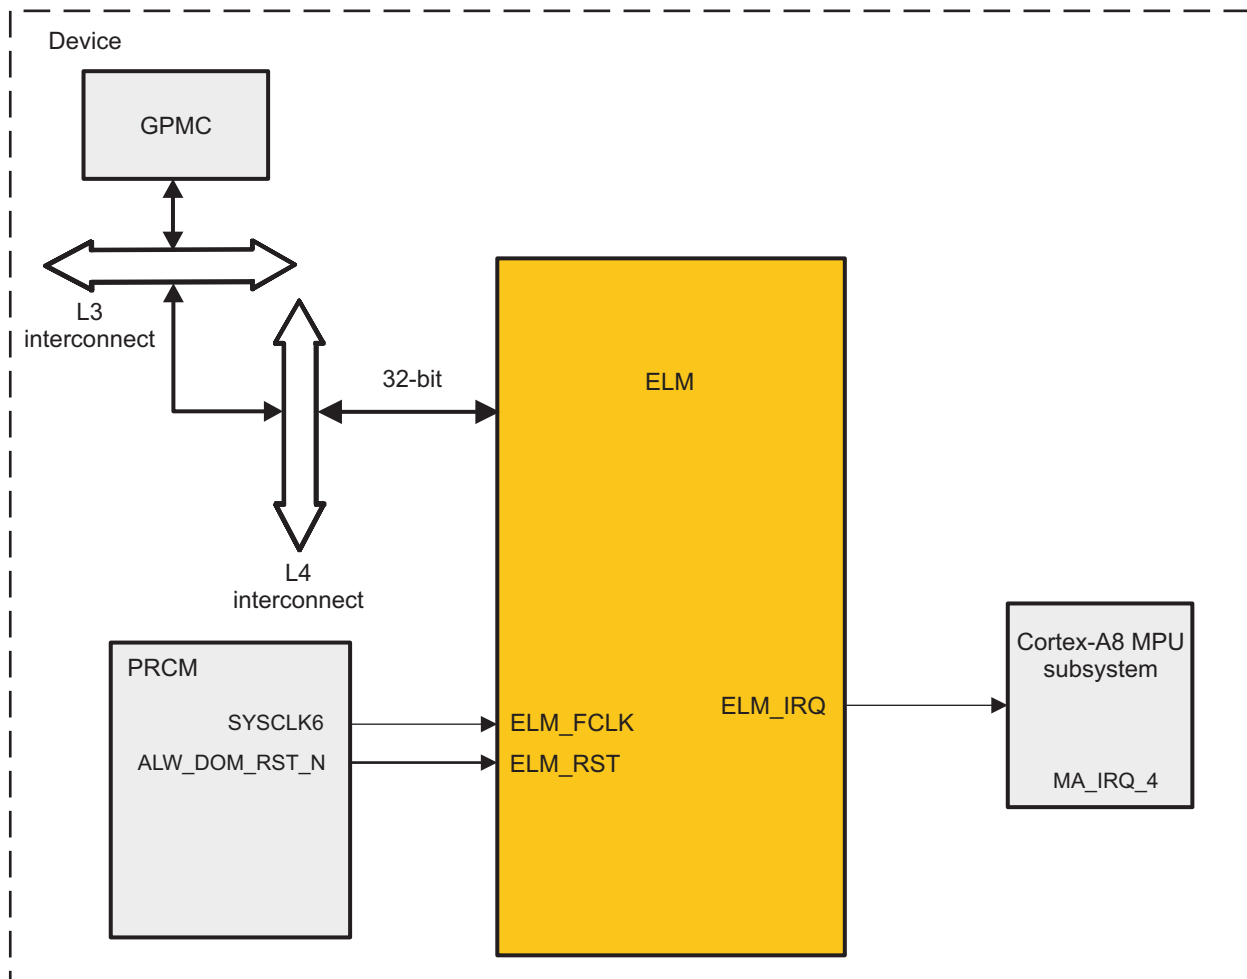 Device
GPMC
L3
interconnect
32-bit
ELM
L4
interconnect
PRCM
SYSCLK6
ALW_DOM_RST_N
ELM_FCLK
ELM_RST
ELM_IRQ
Cortex-A8 MPU
subsystem
MA_IRQ_4